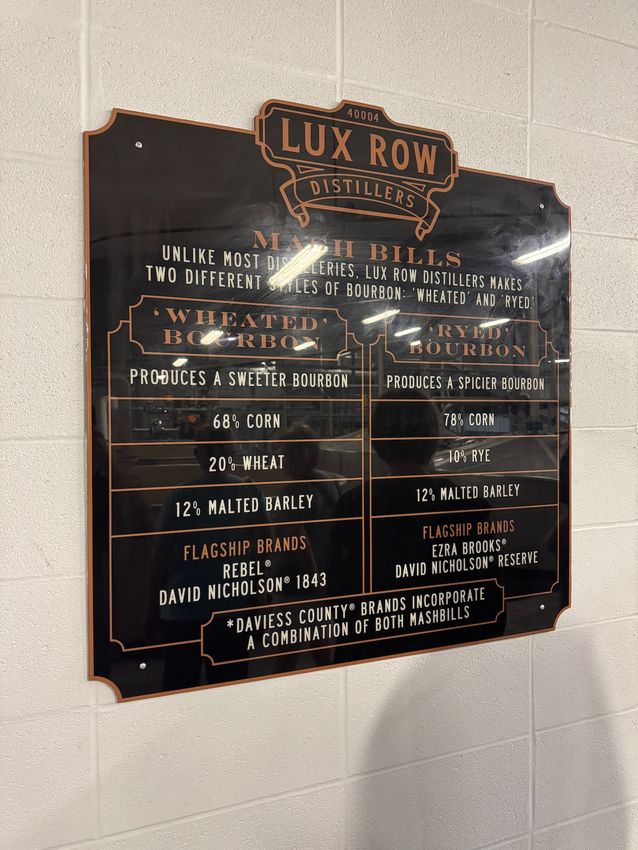 40004
LUX ROW
DISTILLERS
MASH BILLS
UNLIKE MOST DISTILLERIES, LUX ROW DISTILLERS MAKES
TWO DIFFERENT STYLES OF BOURBON: 'WHEATED' AND 'RYED'
'WHEATED'
BOURBON
PRODUCES A SWEETER BOURBON
68% CORN
20% WHEAT
12% MALTED BARLEY
FLAGSHIP BRANDS
REBEL®
DAVID NICHOLSON® 1843
'RYED'
BOURBON
PRODUCES A SPICIER BOURBON
78% CORN
10% RYE
12% MALTED BARLEY
FLAGSHIP BRANDS
EZRA BROOKS®
DAVID NICHOLSON® RESERVE
*DAVIESS COUNTY® BRANDS INCORPORATE
A COMBINATION OF BOTH MASHBILLS